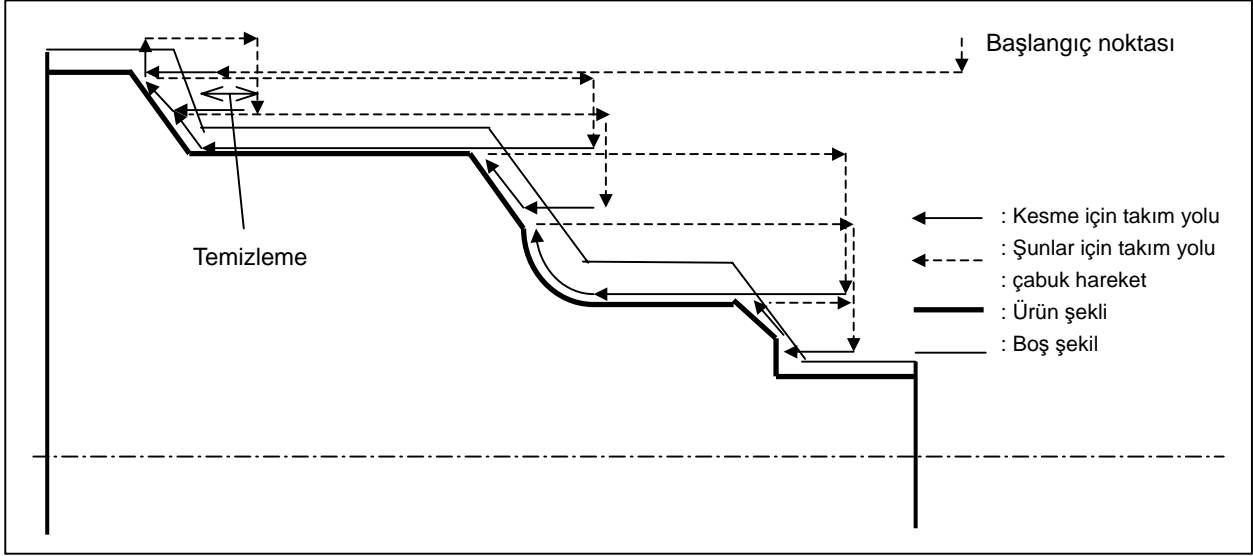 Başlangıç noktası
Temizleme
: Kesme için takım yolu
: Şunlar için takım yolu
: çabuk hareket
: Ürün şekli
: Boş şekil